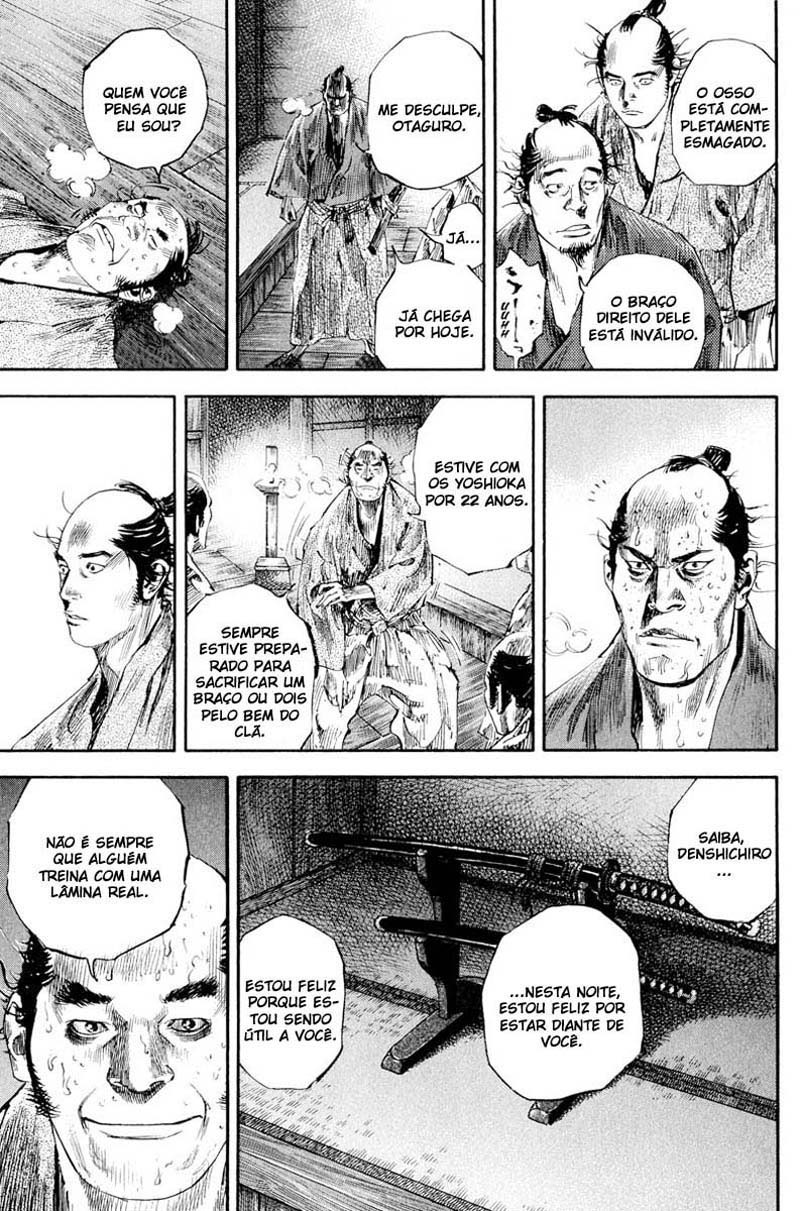 O OSSO
ESTÁ COM-
PLETAMENTE
ESMAGADO.
O BRAÇO
DIREITO DELE
ESTÁ INVÁLIDO.
UUHH
ME DESCULPE,
OTAGURO.
JÁ...
JÁ CHEGA
POR HOJE.
QUEM VOCÊ
PENSA QUE
EU SOU?
ESTIVE COM
OS YOSHIOKA
POR 22 ANOS.
SEMPRE
ESTIVE PREPA-
RADO PARA
SACRIFICAR UM
BRAÇO OU DOIS
PELO BEM DO
CLÃ.
SAIBA,
DENSHICHIRO
...
...NESTA NOITE,
ESTOU FELIZ POR
ESTAR DIANTE DE
VOCÊ.
ESTOU FELIZ
PORQUE ES-
TOU SENDO
ÚTIL A VOCÊ.
NÃO É SEMPRE
QUE ALGUÉM
TREINA COM UMA
LÂMINA REAL.